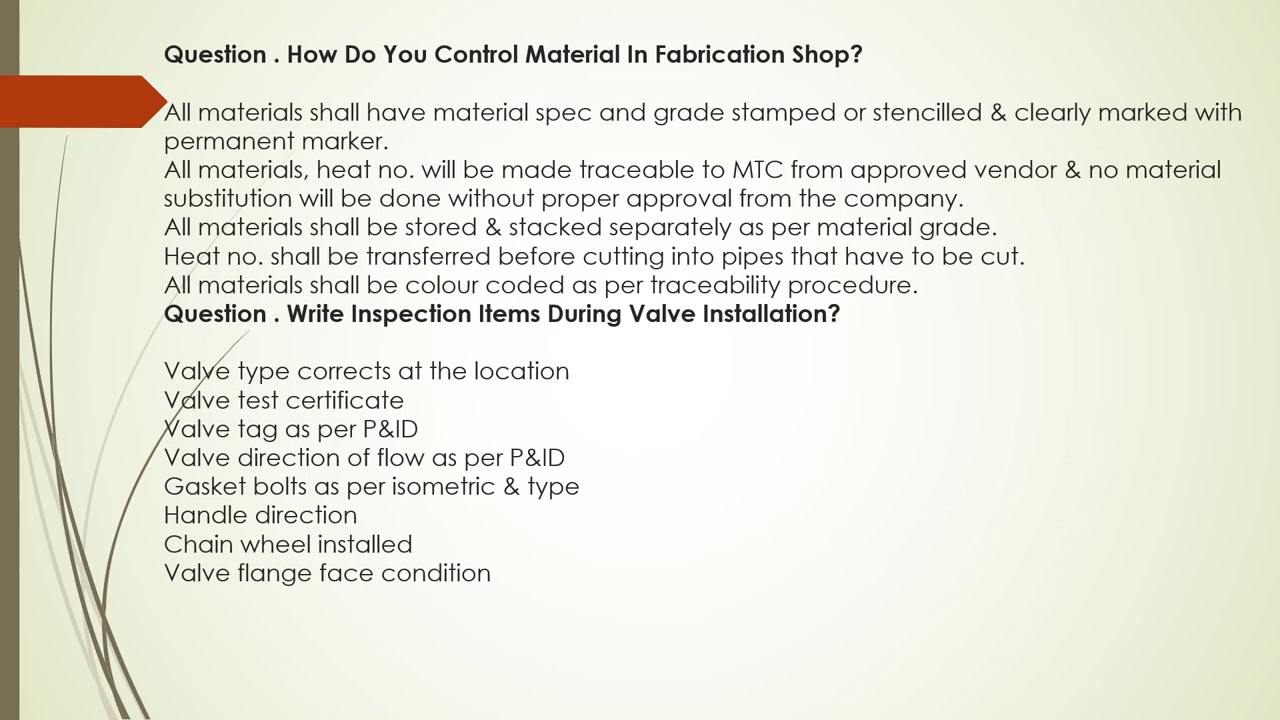 Question . How Do You Control Material In Fabrication Shop?
All materials shall have material spec and grade stamped or stencilled & clearly marked with
permanent marker.
All materials, heat no. will be made traceable to MTC from approved vendor & no material
substitution will be done without proper approval from the company.
All materials shall be stored & stacked separately as per material grade.
Heat no. shall be transferred before cutting into pipes that have to be cut.
All materials shall be colour coded as per traceability procedure.
Question . Write Inspection Items During Valve Installation?
Valve type corrects at the location
Valve test certificate
Valve tag as per P&ID
Valve direction of flow as per P&ID
Gasket bolts as per isometric & type
Handle direction
Chain wheel installed
Valve flange face condition